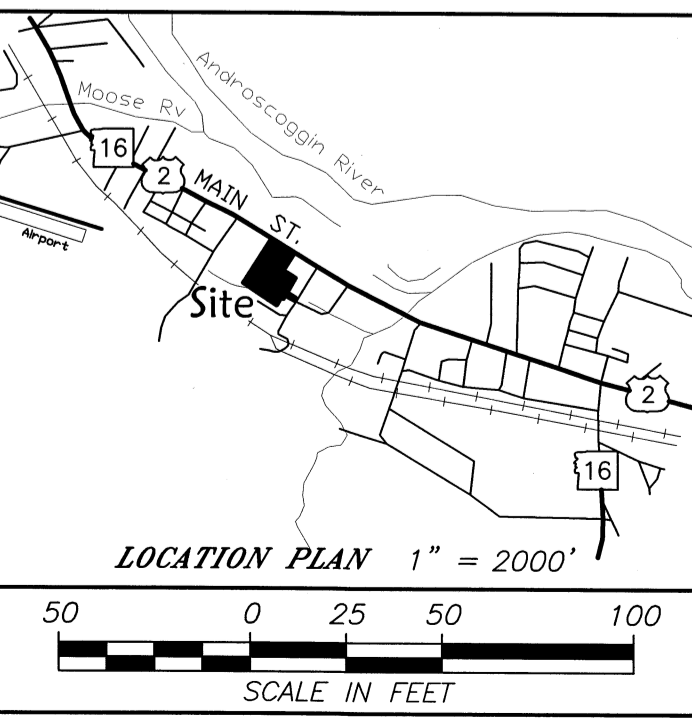 Androscoggin River
Moose Rv
16
2
MAIN ST.
Airport
Site
2
16
LOCATION PLAN 1" = 2000'
50 0 25 50 100
SCALE IN FEET